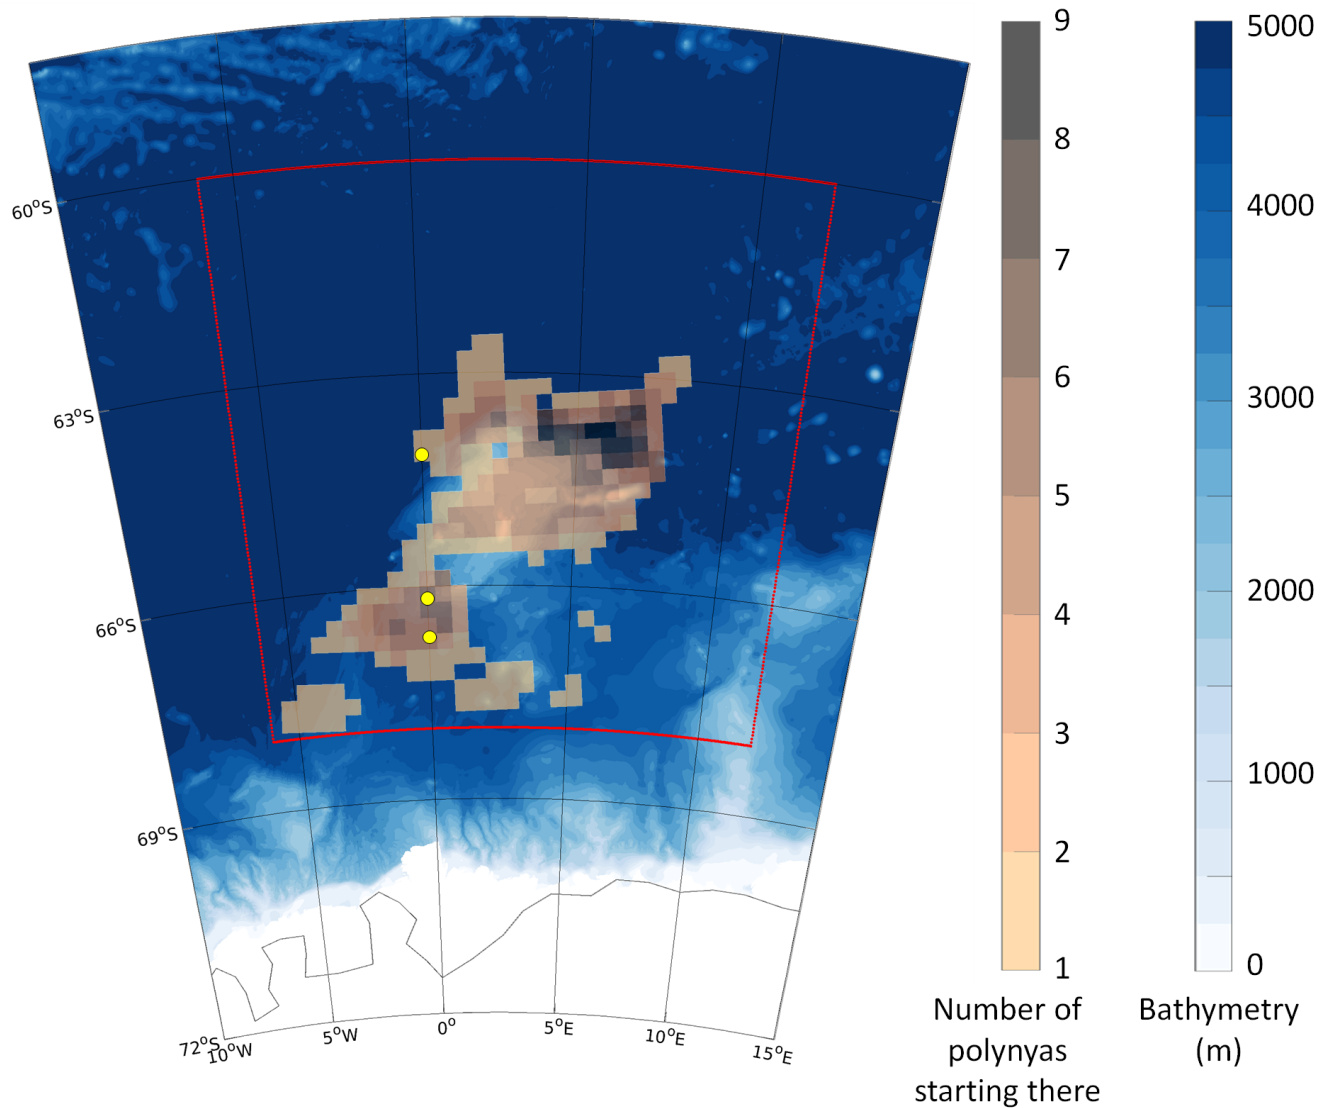 60°S
63°S
66°S
69°S
72°S
10°W
5°W
0°
5°E
10°E
15°E
9
8
7
6
5
4
3
2
1
Number of
polynyas
starting there
5000
4000
3000
2000
1000
0
Bathymetry
(m)